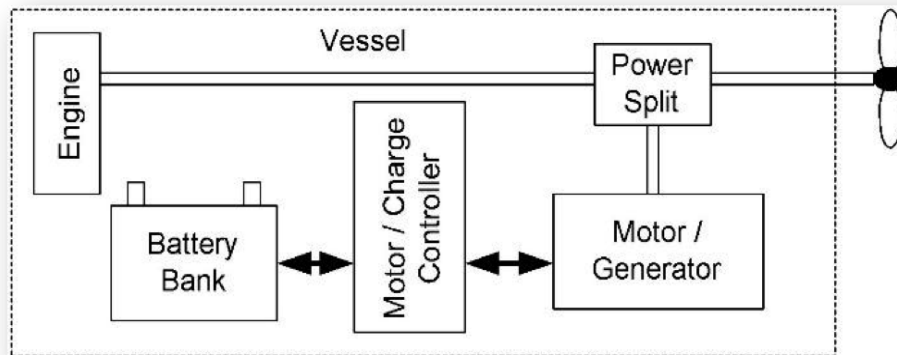 Vessel
Engine
Power
Split
Motor / Charge
Controller
Battery
Bank
Motor /
Generator